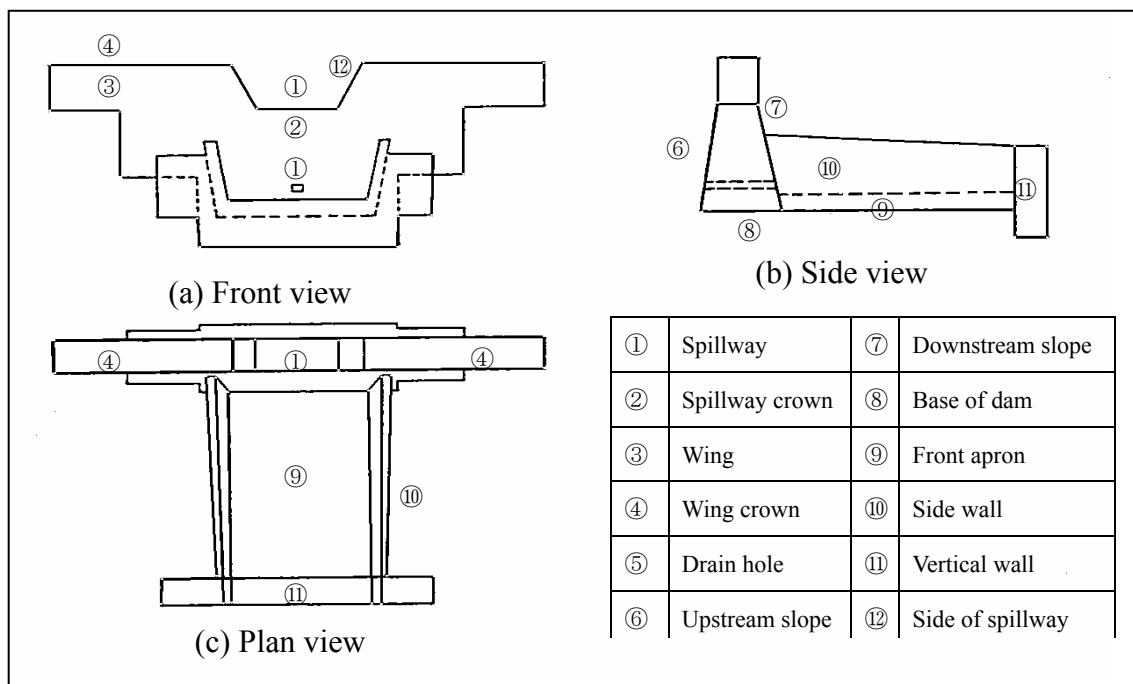 ④
③
①
⑫
②
①
(a) Front view
⑦
⑥
⑩
⑪
⑨
⑧
(b) Side view
④
①
④
⑨
⑩
⑪
(c) Plan view
① Spillway ⑦ Downstream slope
② Spillway crown ⑧ Base of dam
③ Wing ⑨ Front apron
④ Wing crown ⑩ Side wall
⑤ Drain hole ⑪ Vertical wall
⑥ Upstream slope ⑫ Side of spillway